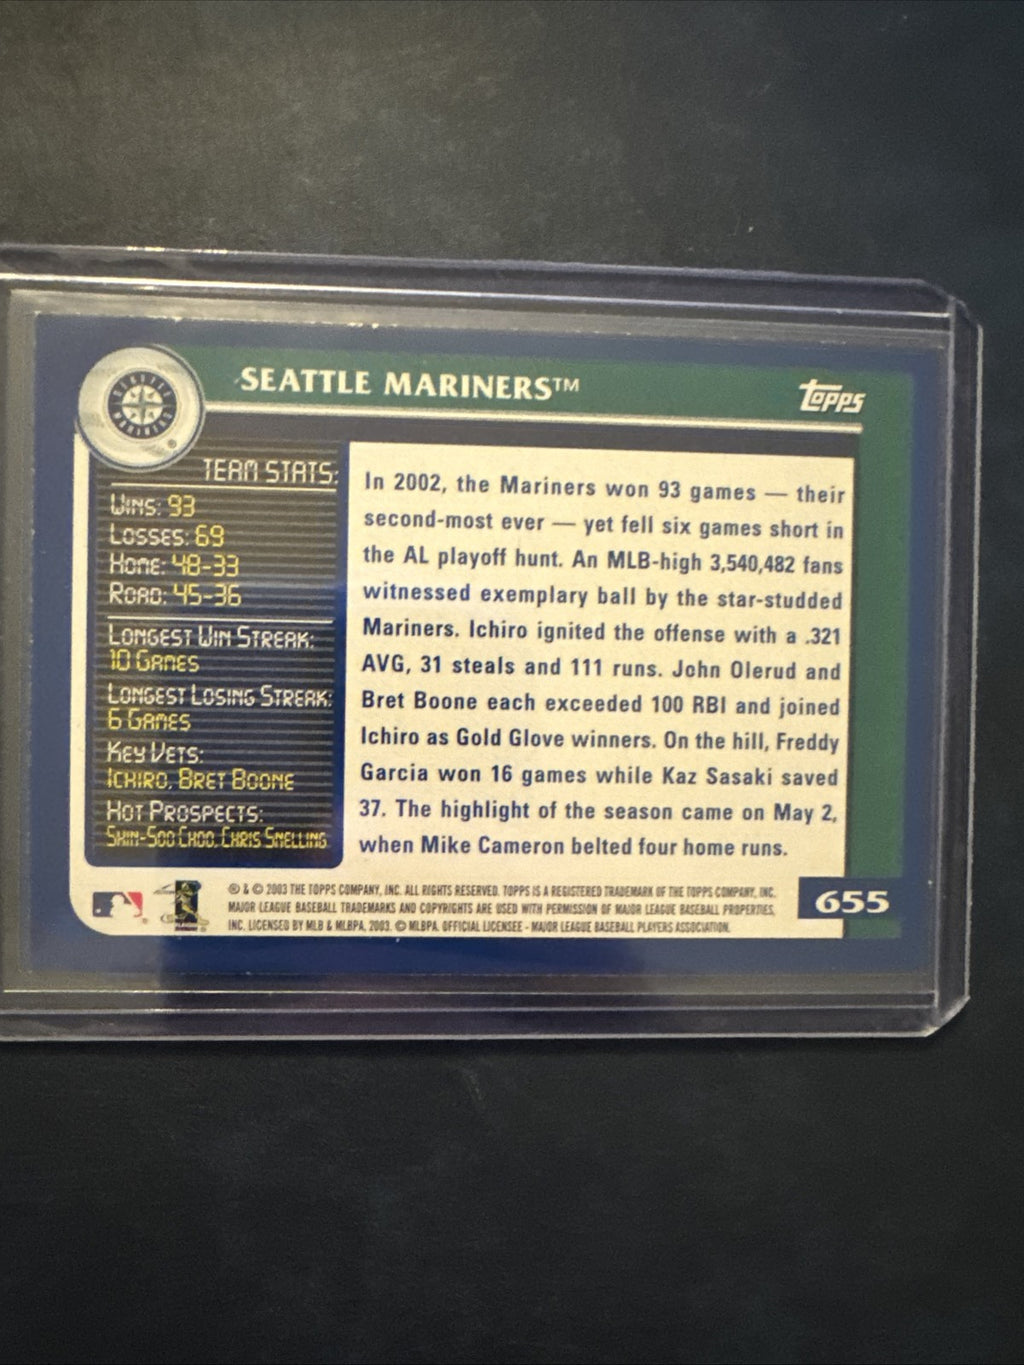 SEATTLE MARINERS™
Topps
TEAM STATS:
WINS: 93
LOSSES: 69
HOME: 48-33
ROAD: 45-36
LONGEST WIN STREAK:
10 GAMES
LONGEST LOSING STREAK:
6 GAMES
KEY VETS:
ICHIRO, BRET BOONE
HOT PROSPECTS:
SHIN-SOO CHOO, CHRIS SNELLING
In 2002, the Mariners won 93 games — their
second-most ever — yet fell six games short in
the AL playoff hunt. An MLB-high 3,540,482 fans
witnessed exemplary ball by the star-studded
Mariners. Ichiro ignited the offense with a .321
AVG, 31 steals and 111 runs. John Olerud and
Bret Boone each exceeded 100 RBI and joined
Ichiro as Gold Glove winners. On the hill, Freddy
Garcia won 16 games while Kaz Sasaki saved
37. The highlight of the season came on May 2,
when Mike Cameron belted four home runs.
® & © 2003 THE TOPPS COMPANY, INC. ALL RIGHTS RESERVED. TOPPS IS A REGISTERED TRADEMARK OF THE TOPPS COMPANY, INC.
MAJOR LEAGUE BASEBALL TRADEMARKS AND COPYRIGHTS ARE USED WITH PERMISSION OF MAJOR LEAGUE BASEBALL PROPERTIES,
INC. LICENSED BY MLB & MLBPA, 2003. © MLBPA. OFFICIAL LICENSEE - MAJOR LEAGUE BASEBALL PLAYERS ASSOCIATION.
655